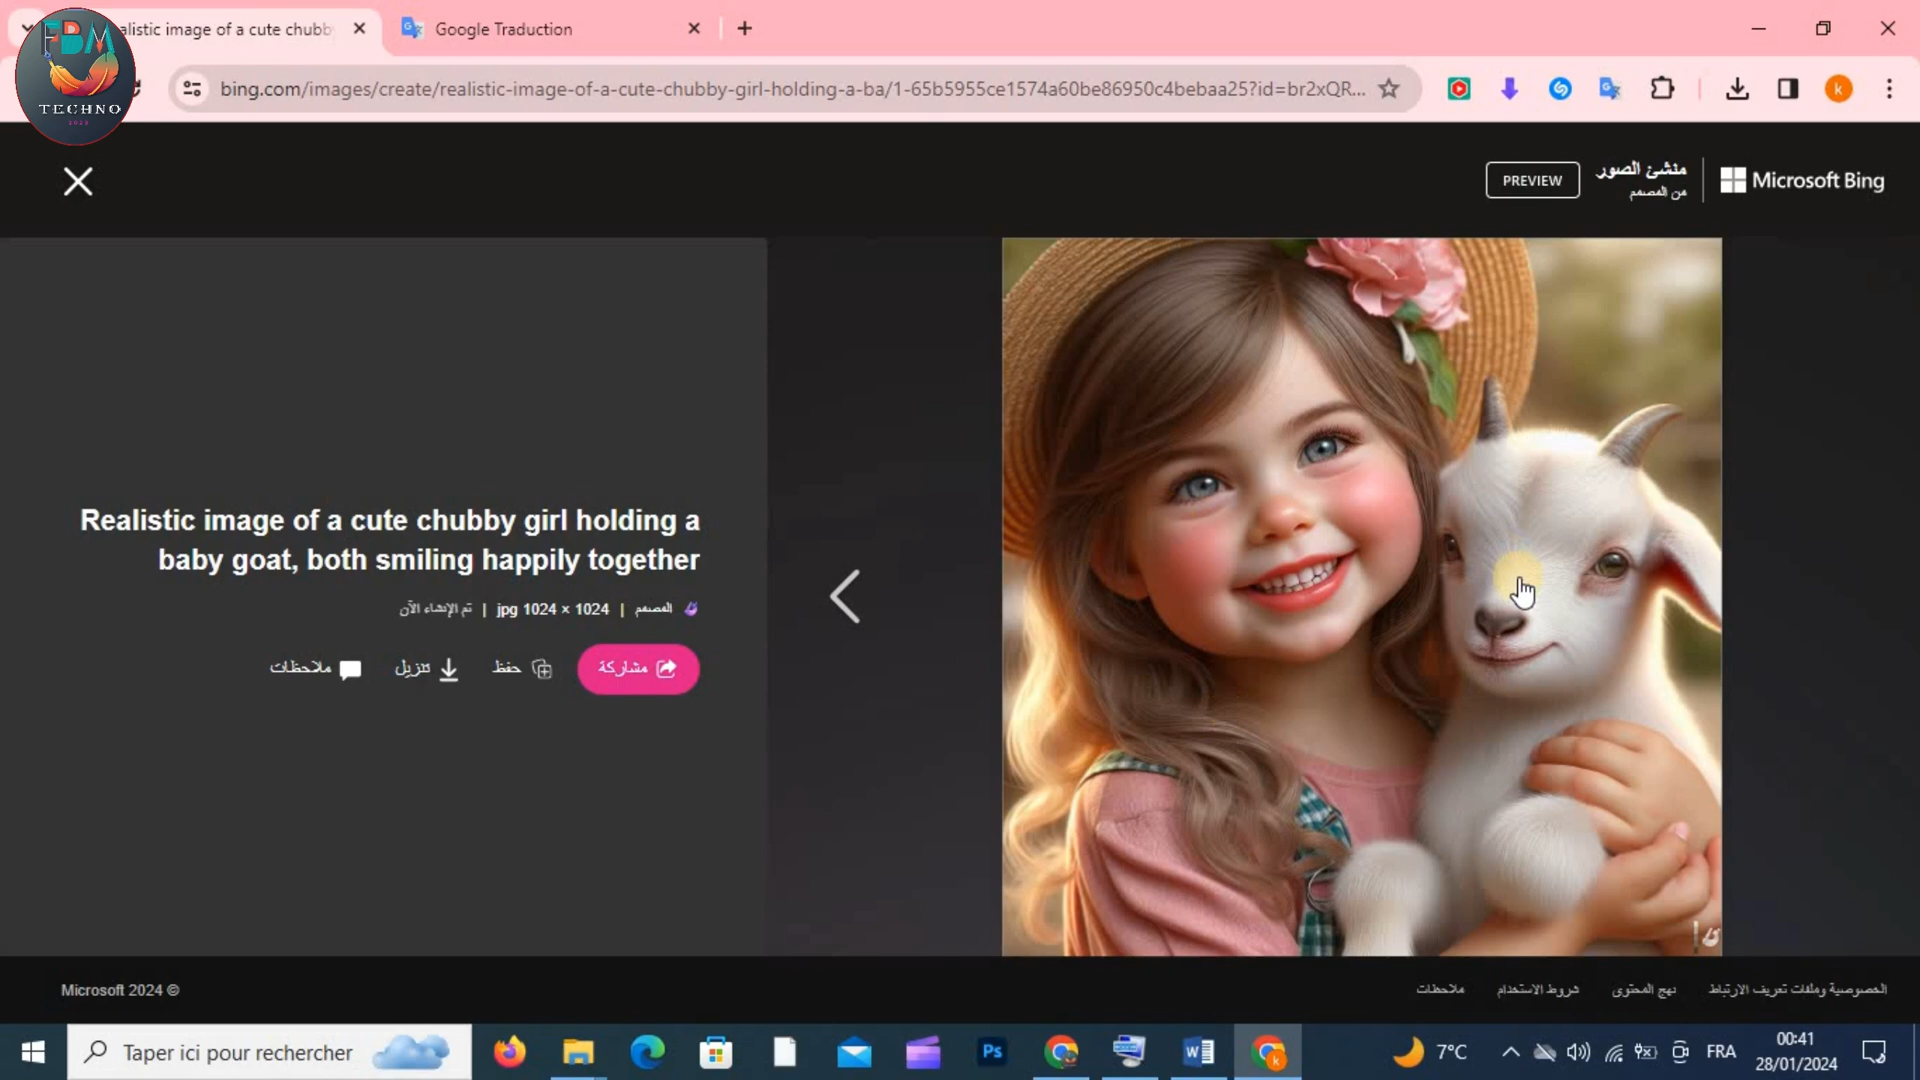 FBM
TECHNO
2023
alistic image of a cute chubb
Google Traduction
bing.com/images/create/realistic-image-of-a-cute-chubby-girl-holding-a-ba/1-65b5955ce1574a60be86950c4bebaa25?id=br2xQR...
k
PREVIEW
منشئ الصور
من المصمم
Microsoft Bing
Realistic image of a cute chubby girl holding a
baby goat, both smiling happily together
المصمم | jpg 1024 × 1024 | تم الإنشاء الآن
مشاركة
حفظ
تنزيل
ملاحظات
Microsoft 2024 ©
الخصوصية وملفات تعريف الارتباط
نهج المحتوى
شروط الاستخدام
ملاحظات
Taper ici pour rechercher
Ps
W
k
7°C
FRA
00:41
28/01/2024